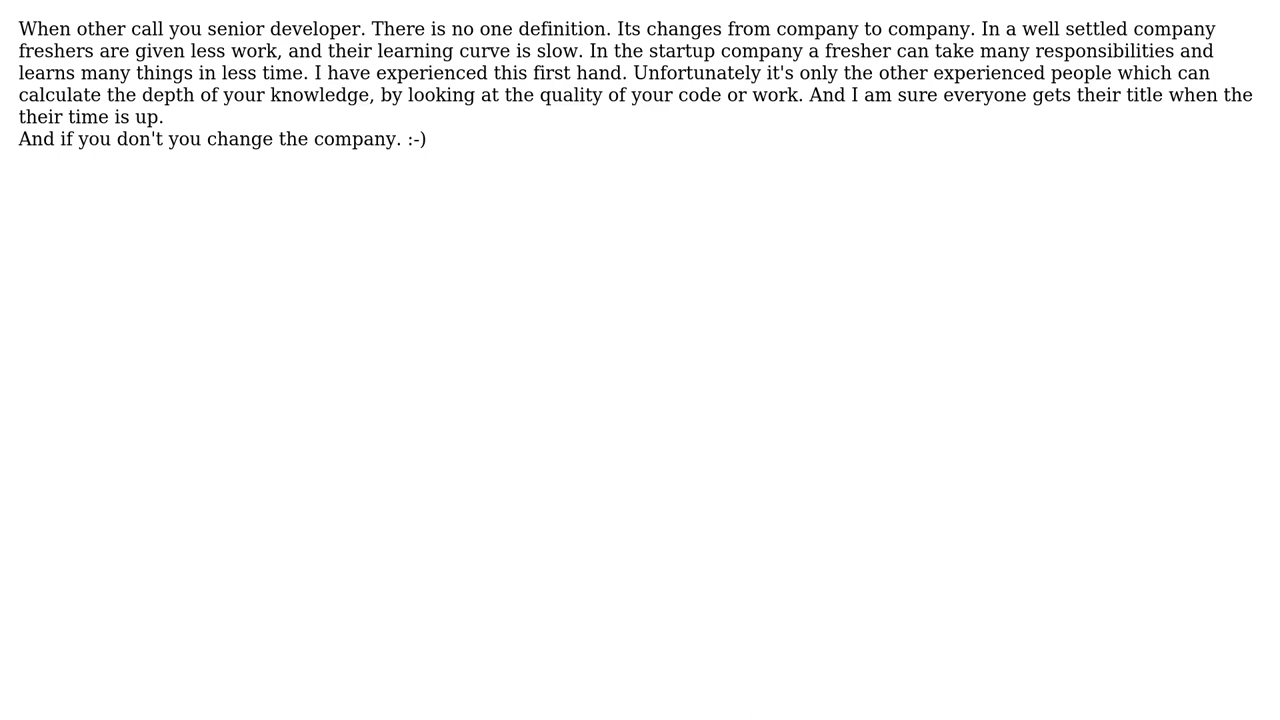 When other call you senior developer. There is no one definition. Its changes from company to company. In a well settled company
freshers are given less work, and their learning curve is slow. In the startup company a fresher can take many responsibilities and
learns many things in less time. I have experienced this first hand. Unfortunately it's only the other experienced people which can
calculate the depth of your knowledge, by looking at the quality of your code or work. And I am sure everyone gets their title when the
their time is up.
And if you don't you change the company. :-)